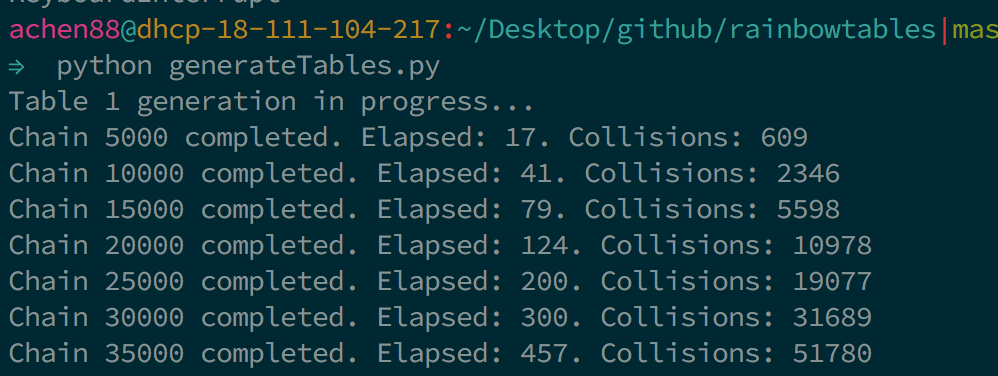 KeyboardInterrupt
achen88@dhcp-18-111-104-217:~/Desktop/github/rainbowtables|mas
⇒  python generateTables.py
Table 1 generation in progress...
Chain 5000 completed. Elapsed: 17. Collisions: 609
Chain 10000 completed. Elapsed: 41. Collisions: 2346
Chain 15000 completed. Elapsed: 79. Collisions: 5598
Chain 20000 completed. Elapsed: 124. Collisions: 10978
Chain 25000 completed. Elapsed: 200. Collisions: 19077
Chain 30000 completed. Elapsed: 300. Collisions: 31689
Chain 35000 completed. Elapsed: 457. Collisions: 51780